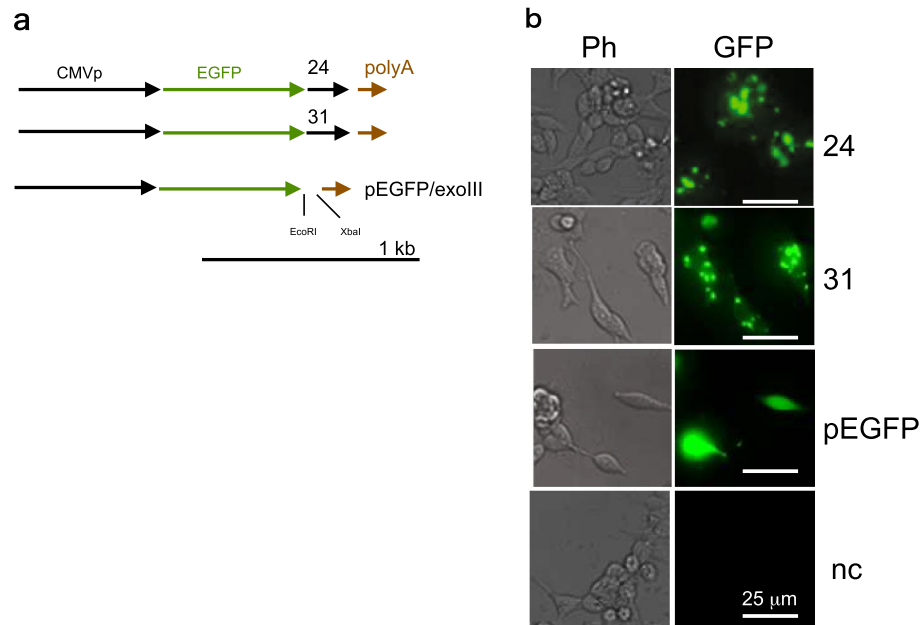 a
CMVp
EGFP
24
polyA
31
pEGFP/exoIII
EcoRI
XbaI
1 kb
b
Ph
GFP
24
31
pEGFP
nc
25 μm